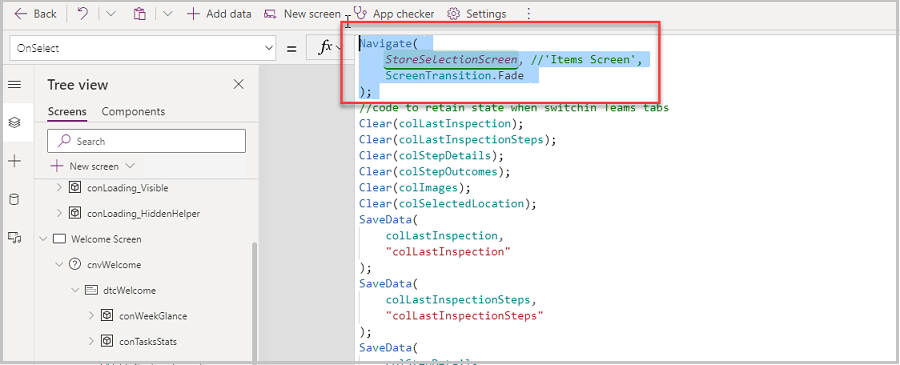 Back
Add data
New screen
App checker
Settings
OnSelect
=
fx
Navigate(
StoreSelectionScreen, //'Items Screen',
ScreenTransition.Fade
);
//code to retain state when switchin Teams tabs
Clear(colLastInspection);
Clear(colLastInspectionSteps);
Clear(colStepDetails);
Clear(colStepOutcomes);
Clear(colImages);
Clear(colSelectedLocation);
SaveData(
colLastInspection,
"colLastInspection"
);
SaveData(
colLastInspectionSteps,
"colLastInspectionSteps"
);
SaveData(
Tree view
Screens Components
Search
New screen
conLoading_Visible
conLoading_HiddenHelper
Welcome Screen
cnvWelcome
dtcWelcome
conWeekGlance
conTasksStats